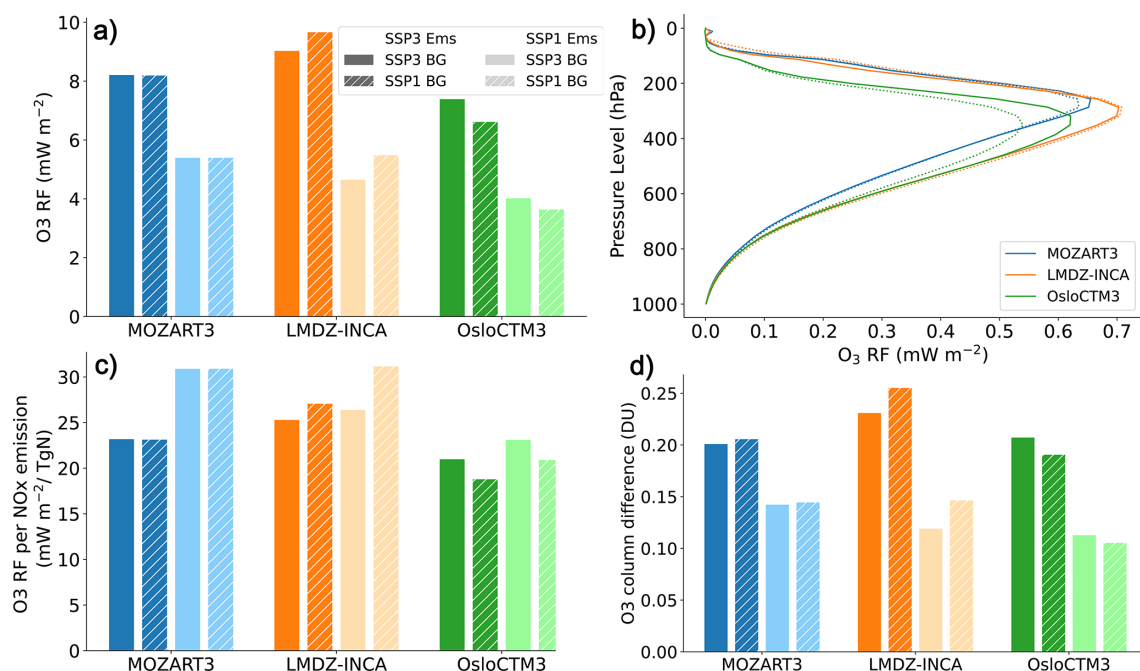 a)
10
8
6
4
2
0
O3 RF (mW m−2)
SSP3 Ems SSP1 Ems
SSP3 BG SSP3 BG
SSP1 BG SSP1 BG
MOZART3 LMDZ-INCA OsloCTM3
b)
0
200
400
600
800
1000
Pressure Level (hPa)
MOZART3
LMDZ-INCA
OsloCTM3
0.0 0.1 0.2 0.3 0.4 0.5 0.6 0.7
O3 RF (mW m−2)
c)
30
25
20
15
10
5
0
O3 RF per NOx emission
(mW m−2/ TgN)
MOZART3 LMDZ-INCA OsloCTM3
d)
0.20
0.25
0.15
0.10
0.05
0.00
O3 column difference (DU)
MOZART3 LMDZ-INCA OsloCTM3